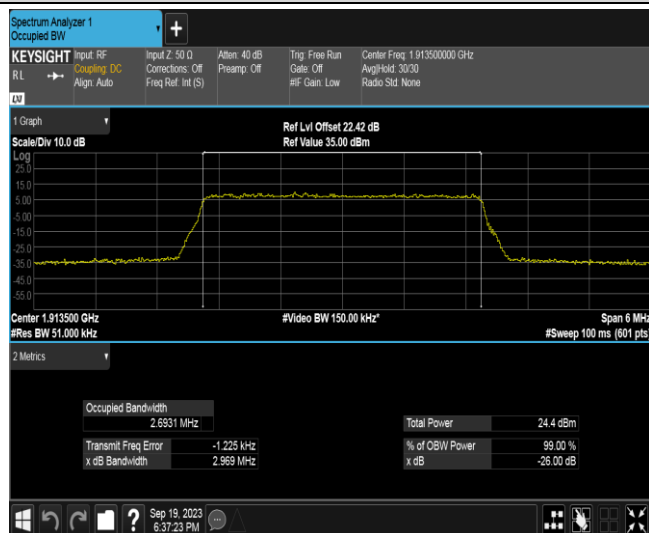 Spectrum Analyzer 1
Occupied BW
+
KEYSIGHT
RL
LXI
Input: RF
Coupling: DC
Align: Auto
Input Z: 50 Ω
Corrections: Off
Freq Ref: Int (S)
Atten: 40 dB
Preamp: Off
Trig: Free Run
Gate: Off
#IF Gain: Low
Center Freq: 1.913500000 GHz
Avg|Hold: 30/30
Radio Std: None
1 Graph
Scale/Div 10.0 dB
Ref Lvl Offset 22.42 dB
Ref Value 35.00 dBm
Log
25.0
15.0
5.00
-5.00
-15.0
-25.0
-35.0
-45.0
-55.0
Center 1.913500 GHz
#Res BW 51.000 kHz
#Video BW 150.00 kHz*
Span 6 MHz
#Sweep 100 ms (601 pts)
2 Metrics
Occupied Bandwidth
2.6931 MHz
Total Power 24.4 dBm
Transmit Freq Error -1.225 kHz
% of OBW Power 99.00 %
x dB Bandwidth 2.969 MHz
x dB -26.00 dB
?
Sep 19, 2023
6:37:23 PM